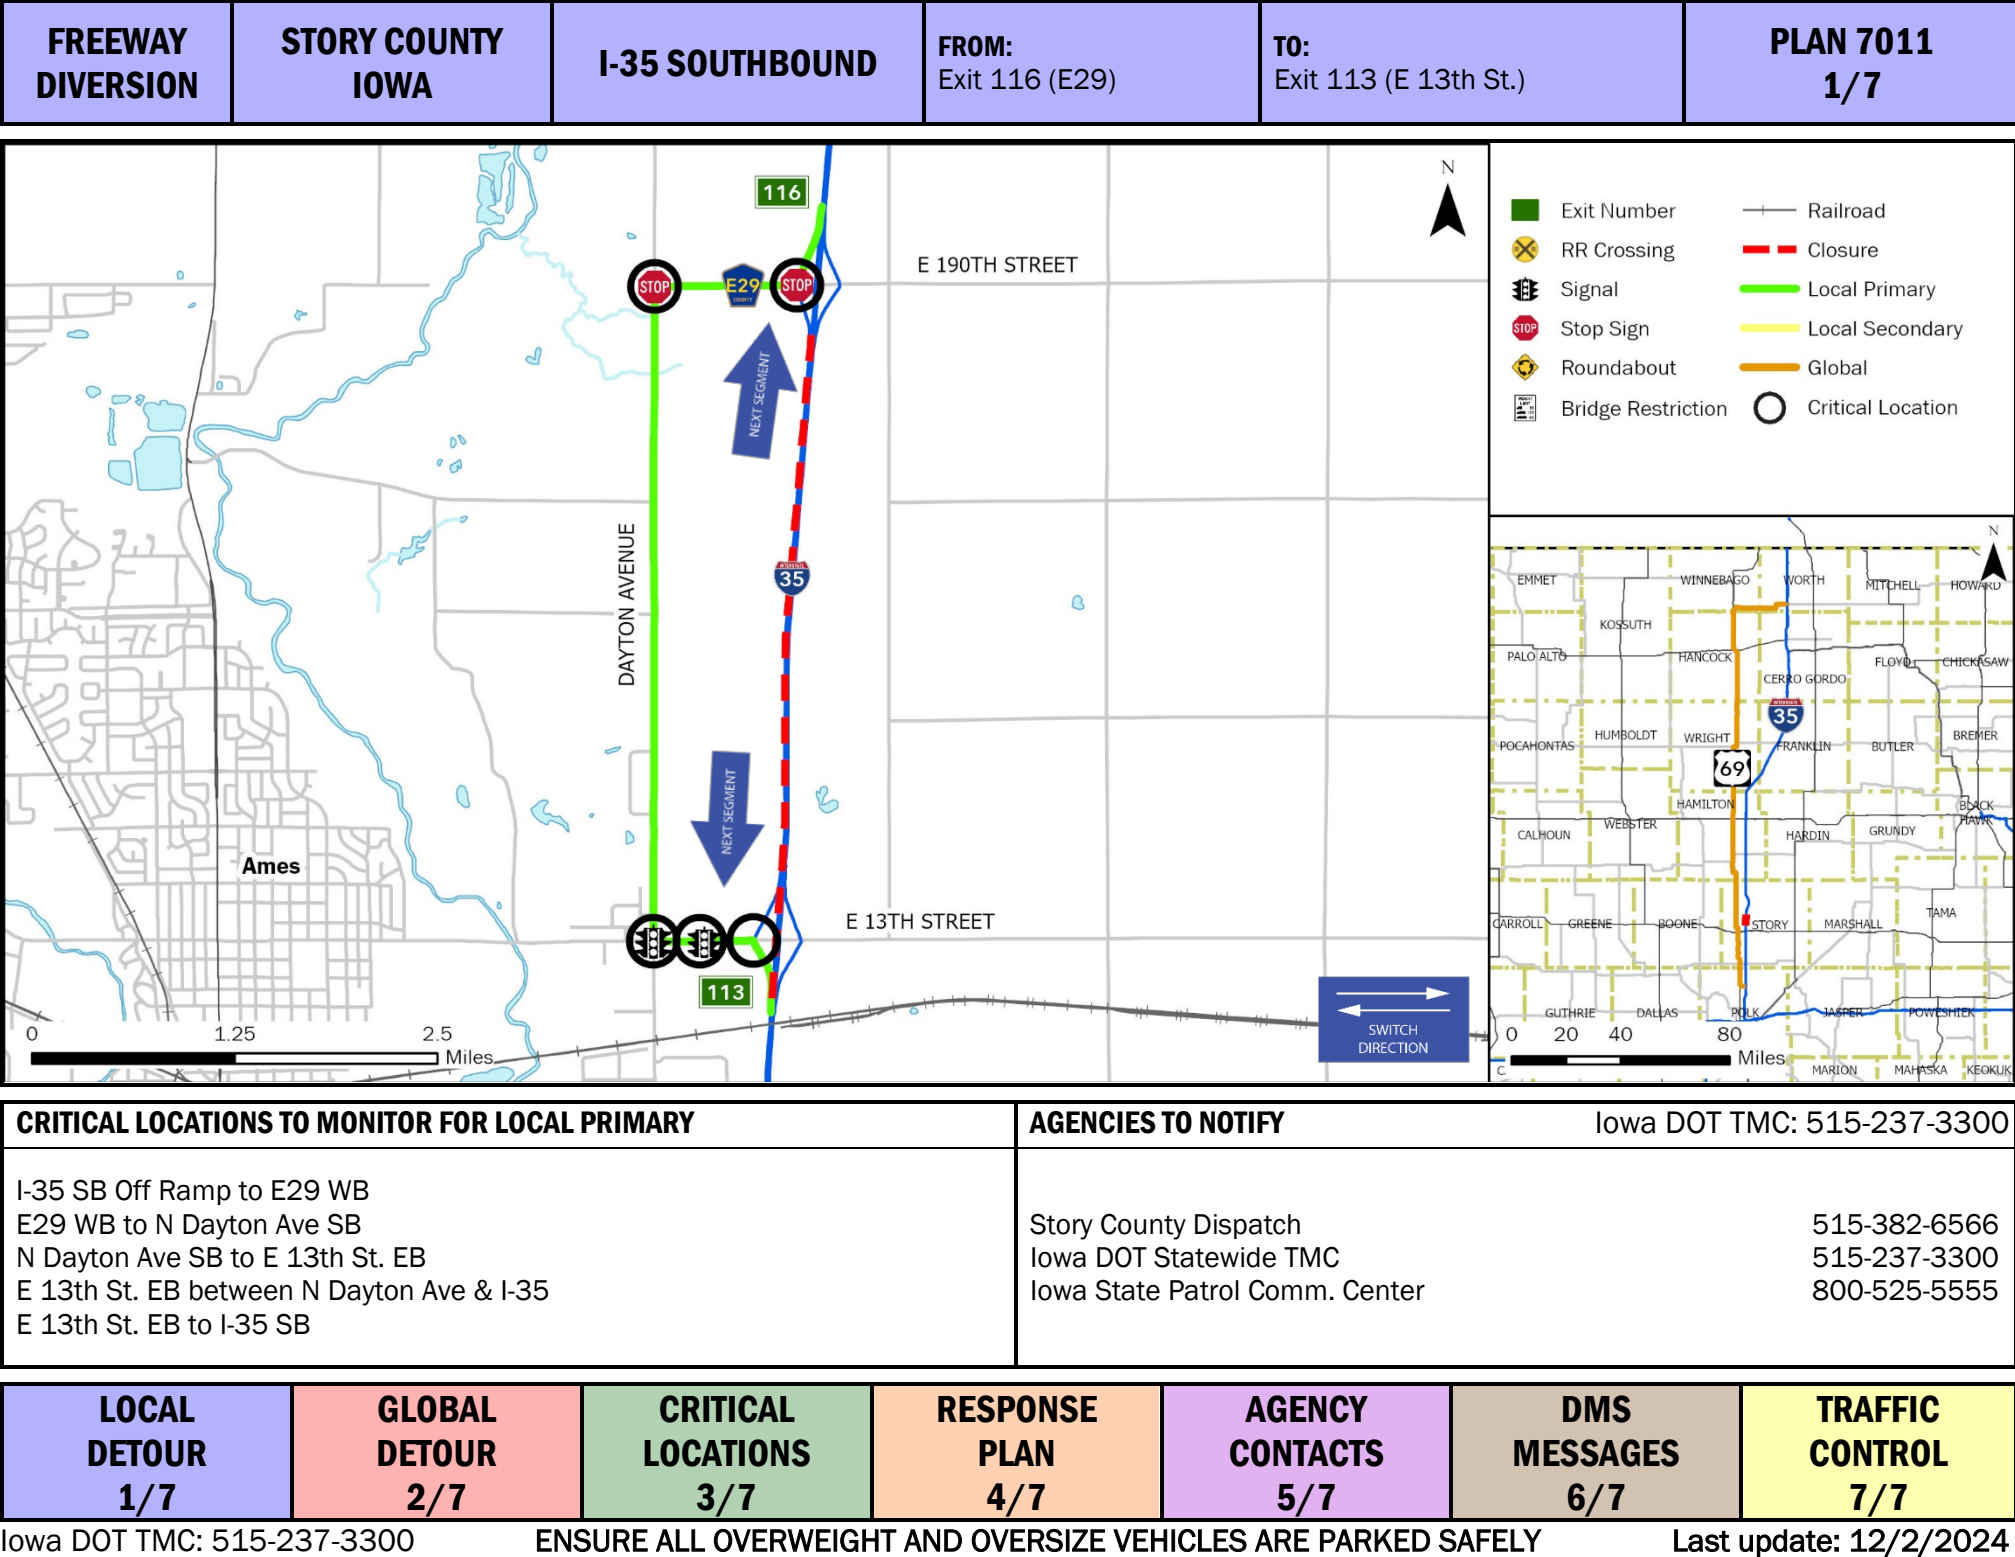 FREEWAY
DIVERSION
STORY COUNTY
IOWA
I-35 SOUTHBOUND
FROM:
Exit 116 (E29)
TO:
Exit 113 (E 13th St.)
PLAN 7011
1/7
116
N
E 190TH STREET
STOP
E29
COUNTY
STOP
NEXT SEGMENT
DAYTON AVENUE
INTERSTATE
35
NEXT SEGMENT
Ames
E 13TH STREET
113
0 1.25 2.5
Miles
SWITCH
DIRECTION
Exit Number
Railroad
RR Crossing
Closure
Signal
Local Primary
STOP
Stop Sign
Local Secondary
Roundabout
Global
Bridge Restriction
Critical Location
N
EMMET
WINNEBAGO
WORTH
MITCHELL
HOWARD
KOSSUTH
PALO ALTO
HANCOCK
FLOYD
CHICKASAW
CERRO GORDO
INTERSTATE
35
POCAHONTAS
HUMBOLDT
WRIGHT
FRANKLIN
BUTLER
BREMER
69
HAMILTON
BLACK
HAWK
CALHOUN
WEBSTER
HARDIN
GRUNDY
CARROLL
GREENE
BOONE
STORY
MARSHALL
TAMA
GUTHRIE
DALLAS
POLK
JASPER
POWESHIEK
0 20 40 80
Miles
C
MARION
MAHASKA
KEOKUK
CRITICAL LOCATIONS TO MONITOR FOR LOCAL PRIMARY
I-35 SB Off Ramp to E29 WB
E29 WB to N Dayton Ave SB
N Dayton Ave SB to E 13th St. EB
E 13th St. EB between N Dayton Ave & I-35
E 13th St. EB to I-35 SB
AGENCIES TO NOTIFY Iowa DOT TMC: 515-237-3300
Story County Dispatch 515-382-6566
Iowa DOT Statewide TMC 515-237-3300
Iowa State Patrol Comm. Center 800-525-5555
LOCAL
DETOUR
1/7
GLOBAL
DETOUR
2/7
CRITICAL
LOCATIONS
3/7
RESPONSE
PLAN
4/7
AGENCY
CONTACTS
5/7
DMS
MESSAGES
6/7
TRAFFIC
CONTROL
7/7
Iowa DOT TMC: 515-237-3300 ENSURE ALL OVERWEIGHT AND OVERSIZE VEHICLES ARE PARKED SAFELY Last update: 12/2/2024